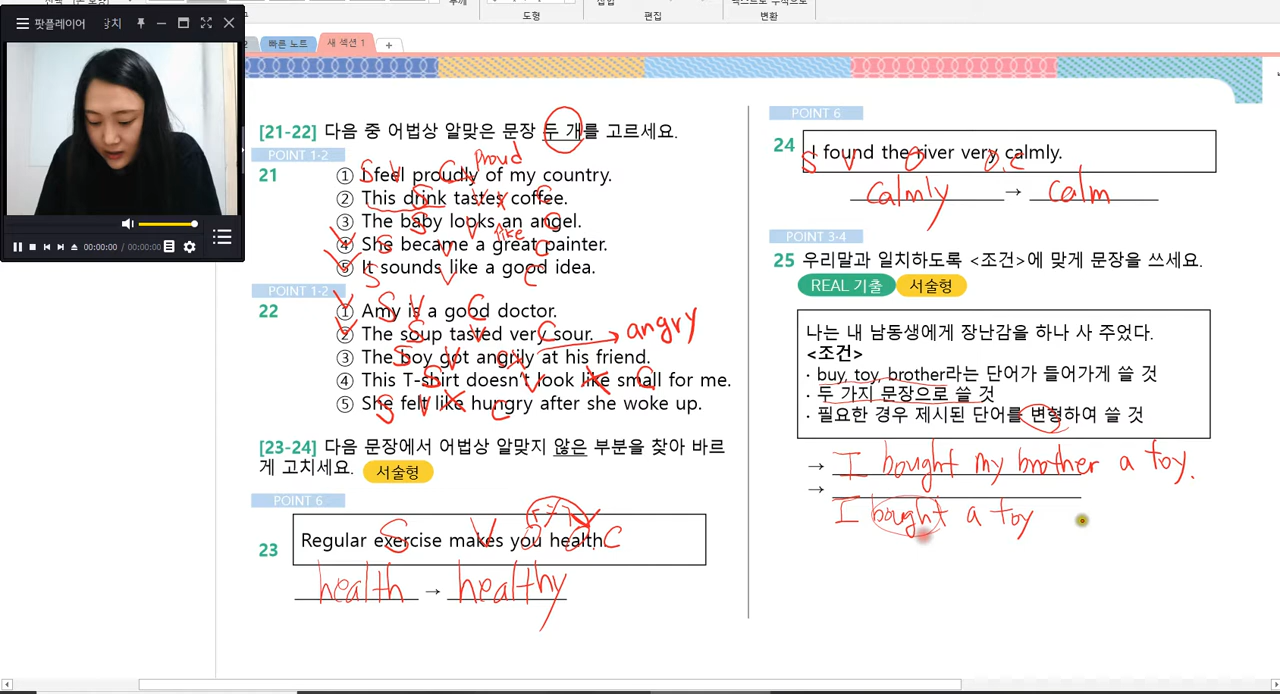 팟플레이어
도형
편집
변환
빠른 노트
새 섹션 1
00:00:00 / 00:00:00
[21-22] 다음 중 어법상 알맞은 문장 두 개를 고르세요.
POINT 1·2
21
Proud
S V C
① I feel proudly of my country.
S V C
② This drink tastes coffee.
S V like C
③ The baby looks an angel.
S V C
④ She became a great painter.
S V C
⑤ It sounds like a good idea.
POINT 1·2
22
S V C
① Amy is a good doctor.
S V C
② The soup tasted very sour.
angry
S V
③ The boy got angrily at his friend.
S V C
④ This T-shirt doesn't look like small for me.
S V C
⑤ She felt like hungry after she woke up.
[23-24] 다음 문장에서 어법상 알맞지 않은 부분을 찾아 바르
게 고치세요. 서술형
POINT 6
23
Regular exercise makes you health.
S V O O C
health → healthy
POINT 6
24
I found the river very calmly.
S V O O.C
calmly → calm
POINT 3·4
25 우리말과 일치하도록 <조건>에 맞게 문장을 쓰세요.
REAL 기출 서술형
나는 내 남동생에게 장난감을 하나 사 주었다.
<조건>
· buy, toy, brother라는 단어가 들어가게 쓸 것
· 두 가지 문장으로 쓸 것
· 필요한 경우 제시된 단어를 변형하여 쓸 것
→ I bought my brother a toy.
→
I bought a toy